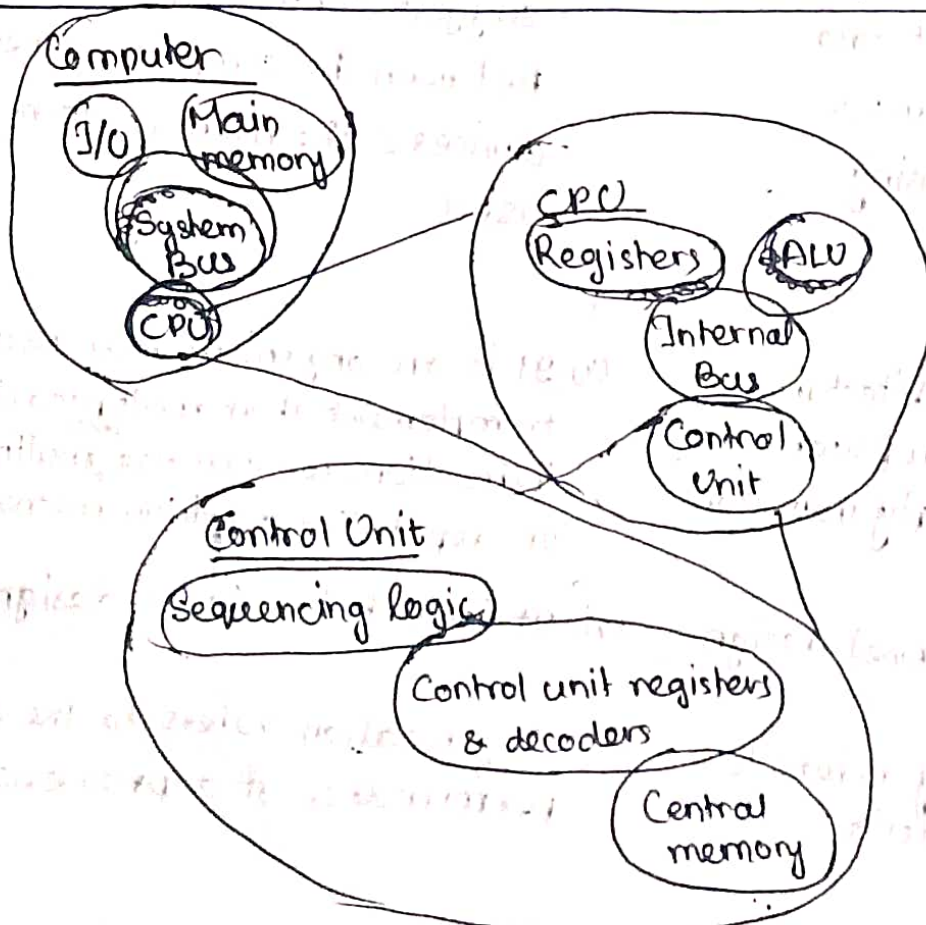 Computer
I/O
Main
memory
System
Bus
CPU
CPU
Registers
ALU
Internal
Bus
Control
Unit
Control Unit
Sequencing logic
Control unit registers
& decoders
Central
memory